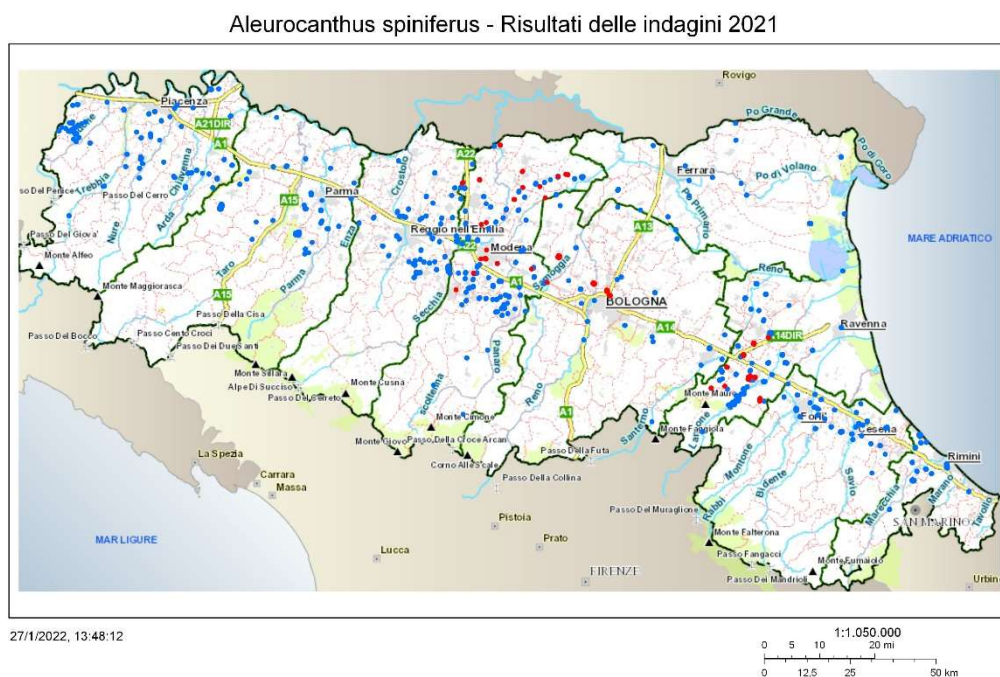 Aleurocanthus spiniferus - Risultati delle indagini 2021
Rovigo
Piacenza
A21DIR
A1
Po Grande
Po di Goro
Trebbia
Passo Del Cerro
Chiavenna
Arda
Nure
so Del Penice
Passo Del Giova'
Monte Alfeo
Monte Maggiorasca
Passo Del Bocco
Passo Cento Croci
Passo Dei Due Santi
Passo Della Cisa
Parma
A15
Taro
A15
Parma
Enza
Crostolo
A22
Reggio nell'Emilia
A22
Modena
A1
Secchia
Panaro
Samoggia
Reno
A1
Ferrara
Po di Volano
Po Primaro
A13
Reno
MARE ADRIATICO
BOLOGNA
A14
Ravenna
A14DIR
Monte Sillara
Alpe Di Succiso
Passo Del Cerreto
Monte Cusna
Monte Cimone
Monte Giovo
Passo Della Croce Arcan
Corno Alle Scale
Passo Della Collina
Passo Della Futa
Santerno
Monte Faggiola
Monte Mauro
Lamone
Forlì
Cesena
Rimini
Montone
Rabbi
Bidente
Savio
Marecchia
Marano
Tavollo
SAN MARINO
Passo Del Muraglione
Monte Falterona
Passo Fangacci
Passo Dei Mandrioli
Monte Fumaiolo
La Spezia
Carrara
Massa
MAR LIGURE
Lucca
Pistoia
Prato
FIRENZE
Urbino
27/1/2022, 13:48:12
1:1.050.000
0 5 10 20 mi
0 12,5 25 50 km